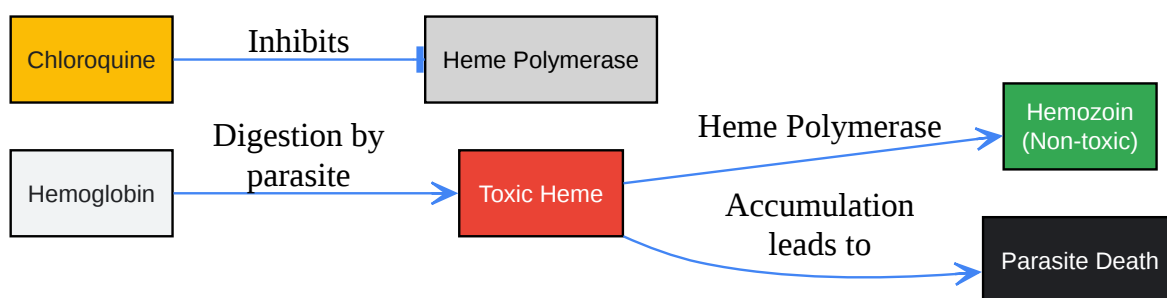 Chloroquine
Inhibits
Heme Polymerase
Hemoglobin
Digestion by
parasite
Toxic Heme
Heme Polymerase
Hemozoin
(Non-toxic)
Accumulation
leads to
Parasite Death